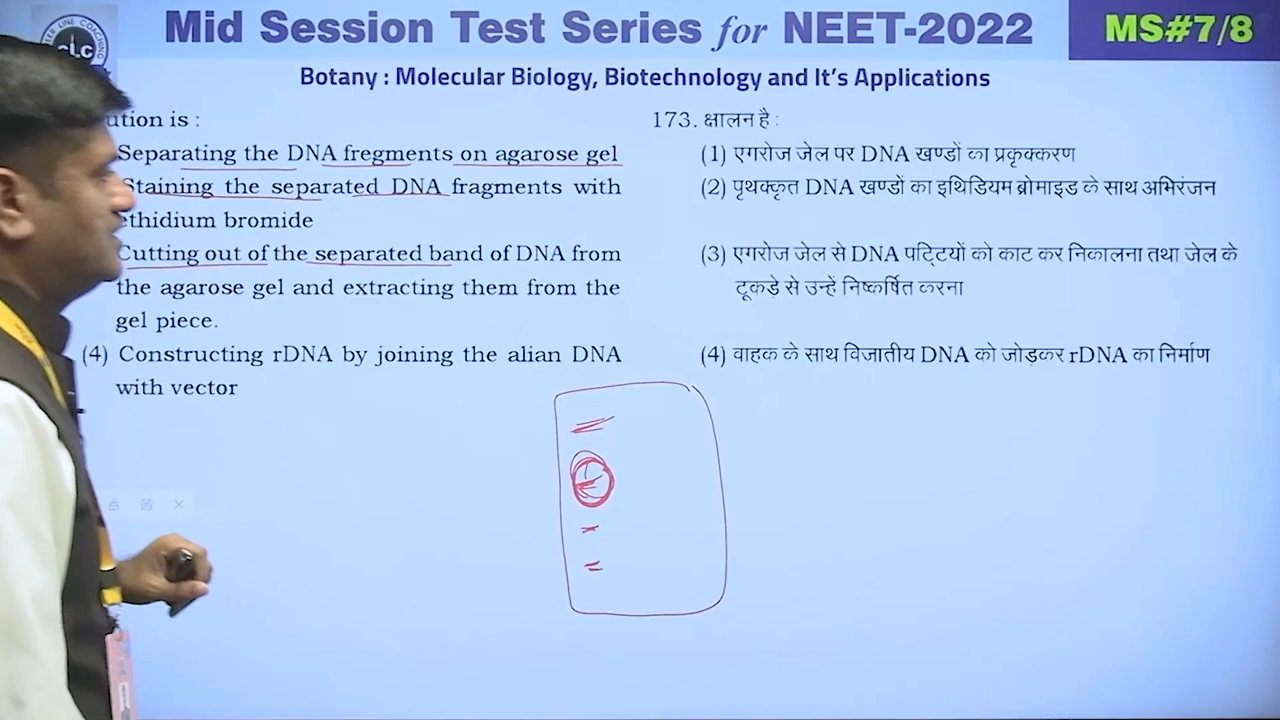 Mid Session Test Series for NEET-2022
MS#7/8
CLC
Botany : Molecular Biology, Biotechnology and It's Applications
ution is :
Separating the DNA fregments on agarose gel
Staining the separated DNA fragments with
ethidium bromide
Cutting out of the separated band of DNA from
the agarose gel and extracting them from the
gel piece.
(4) Constructing rDNA by joining the alian DNA
with vector
173. क्षालन है :
(1) एगरोज जेल पर DNA खण्डों का प्रकृक्करण
(2) पृथक्कृत DNA खण्डों का इथिडियम ब्रोमाइड के साथ अभिरंजन
(3) एगरोज जेल से DNA पट्टियों को काट कर निकालना तथा जेल के
टूकड़े से उन्हें निष्कर्षित करना
(4) वाहक के साथ विजातीय DNA को जोड़कर rDNA का निर्माण